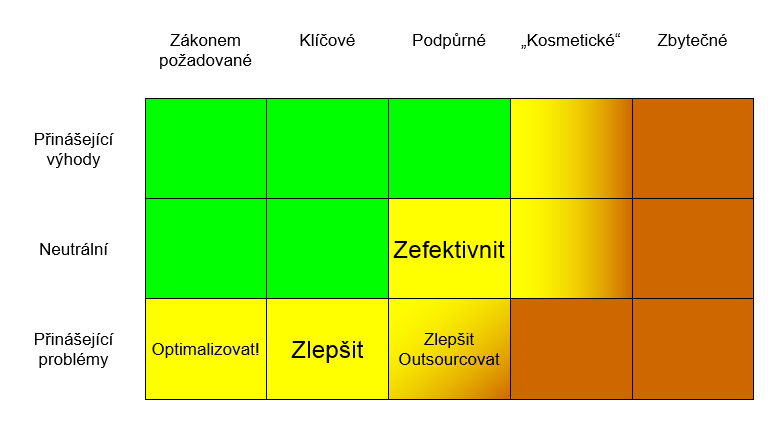 Zákonem
požadované
Klíčové
Podpůrné
„Kosmetické“
Zbytečné
Přinášející
výhody
Neutrální
Zefektivnit
Přinášející
problémy
Optimalizovat!
Zlepšit
Zlepšit
Outsourcovat